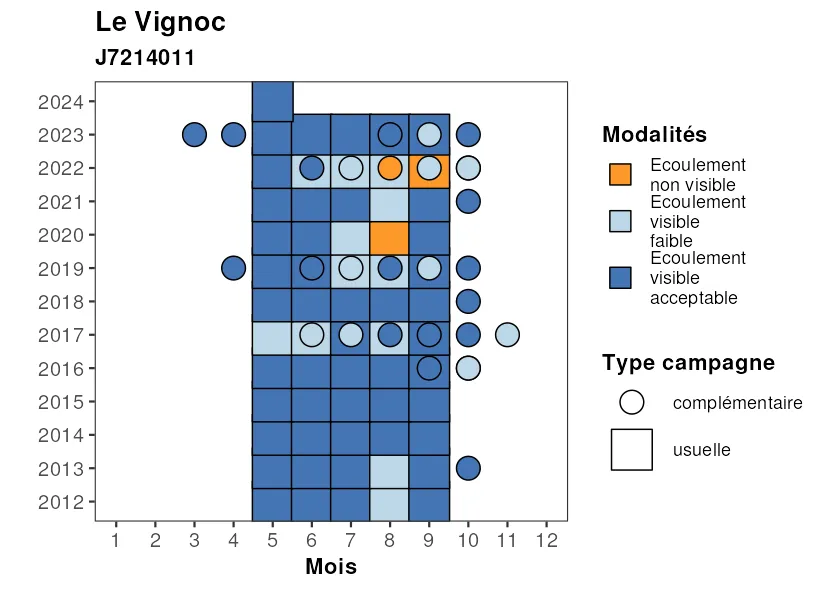 Le Vignoc
J7214011
2024
2023
2022
2021
2020
2019
2018
2017
2016
2015
2014
2013
2012
1 2 3 4 5 6 7 8 9 10 11 12
Mois
Modalités
Ecoulement
non visible
Ecoulement
visible
faible
Ecoulement
visible
acceptable
Type campagne
complémentaire
usuelle